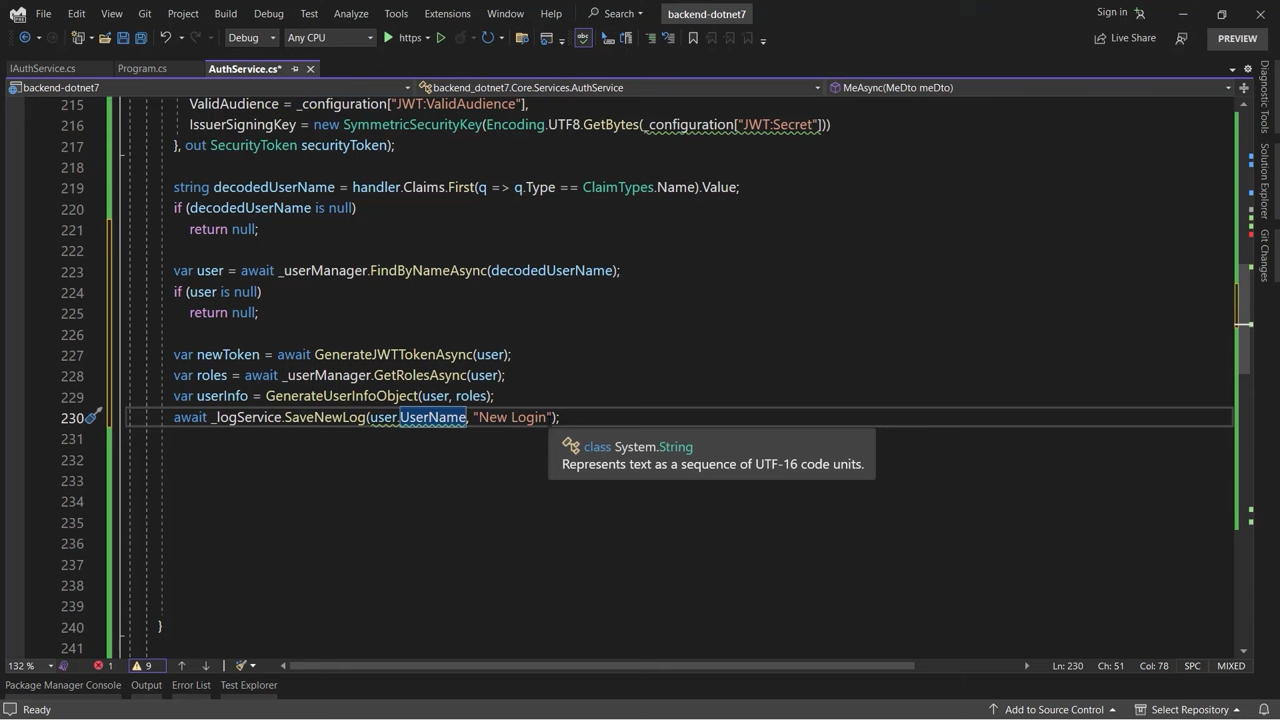 File Edit View Git Project Build Debug Test Analyze Tools Extensions Window Help Search backend-dotnet7 Sign in
Debug Any CPU https Live Share PREVIEW
IAuthService.cs Program.cs AuthService.cs*
backend-dotnet7 backend_dotnet7.Core.Services.AuthService MeAsync(MeDto meDto)
215 ValidAudience = _configuration["JWT:ValidAudience"],
216 IssuerSigningKey = new SymmetricSecurityKey(Encoding.UTF8.GetBytes(_configuration["JWT:Secret"]))
217 }, out SecurityToken securityToken);
218
219 string decodedUserName = handler.Claims.First(q => q.Type == ClaimTypes.Name).Value;
220 if (decodedUserName is null)
221 return null;
222
223 var user = await _userManager.FindByNameAsync(decodedUserName);
224 if (user is null)
225 return null;
226
227 var newToken = await GenerateJWTTokenAsync(user);
228 var roles = await _userManager.GetRolesAsync(user);
229 var userInfo = GenerateUserInfoObject(user, roles);
230 await _logService.SaveNewLog(user.UserName, "New Login");
231
class System.String
232
Represents text as a sequence of UTF-16 code units.
233
234
235
236
237
238
239
240 }
241
132 % 1 9 Ln: 230 Ch: 51 Col: 78 SPC MIXED
Package Manager Console Output Error List Test Explorer
Ready Add to Source Control Select Repository
Diagnostic Tools
Solution Explorer
Git Changes